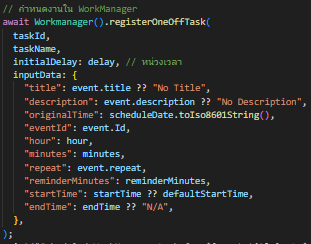 // กำหนดงานใน WorkManager
await Workmanager().registerOneOffTask(
  taskId,
  taskName,
  initialDelay: delay, // หน่วงเวลา
  inputData: {
    "title": event.title ?? "No Title",
    "description": event.description ?? "No Description",
    "originalTime": scheduleDate.toIso8601String(),
    "eventId": event.Id,
    "hour": hour,
    "minutes": minutes,
    "repeat": event.repeat,
    "reminderMinutes": reminderMinutes,
    "startTime": startTime ?? defaultStartTime,
    "endTime": endTime ?? "N/A",
  },
);